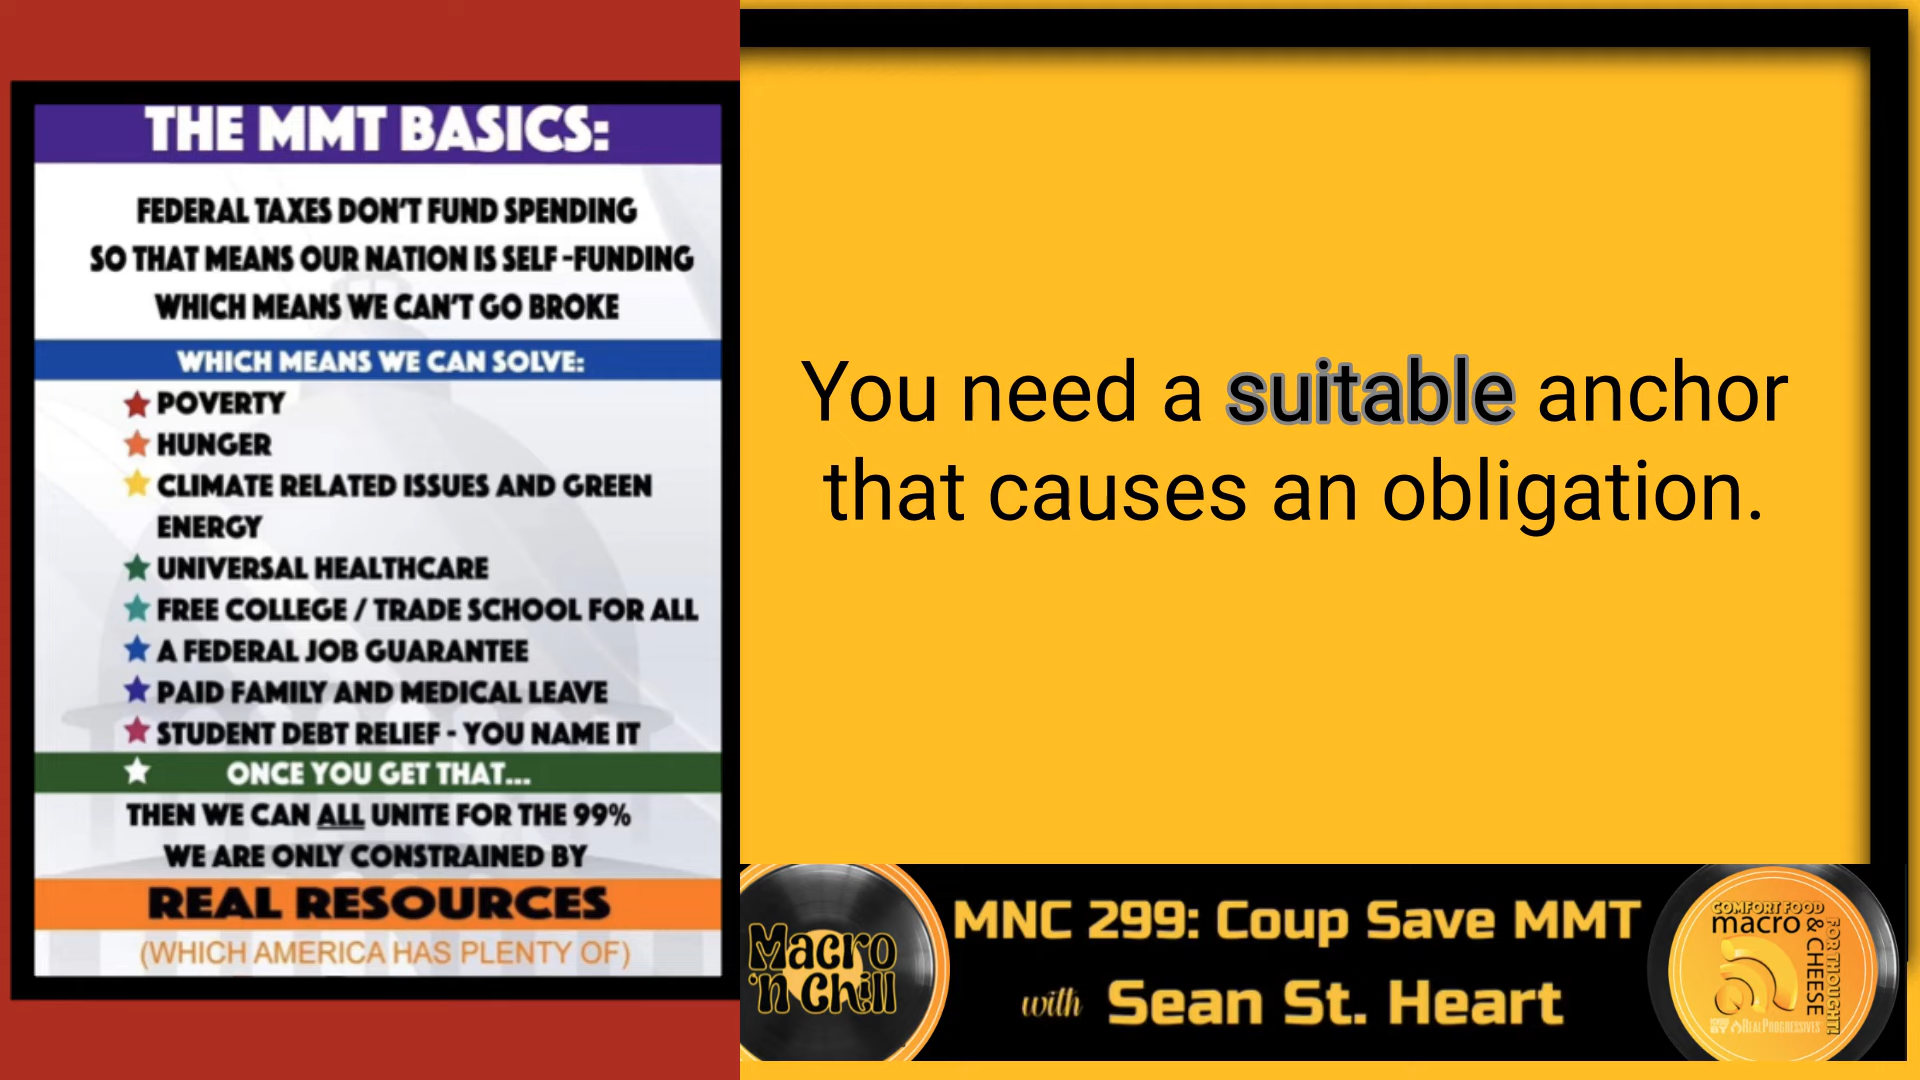 THE MMT BASICS:
FEDERAL TAXES DON'T FUND SPENDING
SO THAT MEANS OUR NATION IS SELF-FUNDING
WHICH MEANS WE CAN'T GO BROKE
WHICH MEANS WE CAN SOLVE:
POVERTY
HUNGER
CLIMATE RELATED ISSUES AND GREEN
ENERGY
UNIVERSAL HEALTHCARE
FREE COLLEGE / TRADE SCHOOL FOR ALL
A FEDERAL JOB GUARANTEE
PAID FAMILY AND MEDICAL LEAVE
STUDENT DEBT RELIEF - YOU NAME IT
ONCE YOU GET THAT...
THEN WE CAN ALL UNITE FOR THE 99%
WE ARE ONLY CONSTRAINED BY
REAL RESOURCES
(WHICH AMERICA HAS PLENTY OF)
You need a suitable anchor
that causes an obligation.
Macro
'N Chill
MNC 299: Coup Save MMT
with Sean St. Heart
COMFORT FOOD
macro
& CHEESE
FOR THOUGHT!
BY REALPROGRESSIVES